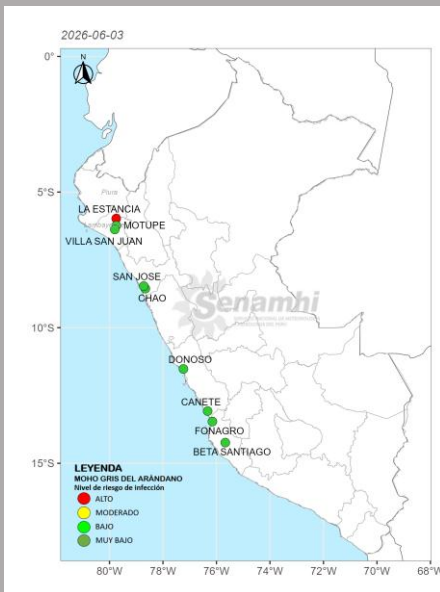 2026-06-03
N
0°
5°S
10°S
15°S
Piura
LA ESTANCIA
MOTUPE
VILLA SAN JUAN
SAN JOSE
CHAO
Senamhi
DONOSO
CANETE
FONAGRO
BETA SANTIAGO
LEYENDA
MOHO GRIS DEL ARÁNDANO
Nivel de riesgo de infección
ALTO
MODERADO
BAJO
MUY BAJO
80°W 78°W 76°W 74°W 72°W 70°W 68°W